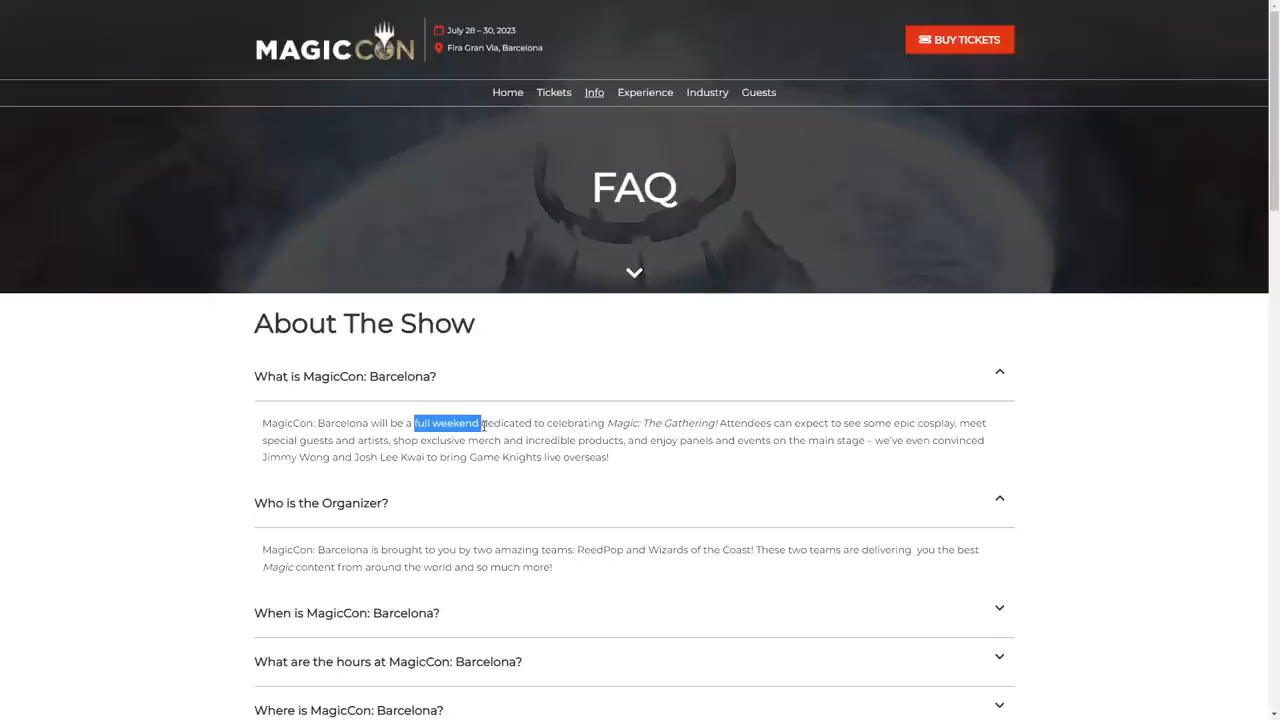 MAGICCON
July 28 – 30, 2023
Fira Gran Via, Barcelona
BUY TICKETS
Home Tickets Info Experience Industry Guests
FAQ
About The Show
What is MagicCon: Barcelona?
MagicCon: Barcelona will be a full weekend dedicated to celebrating Magic: The Gathering! Attendees can expect to see some epic cosplay, meet
special guests and artists, shop exclusive merch and incredible products, and enjoy panels and events on the main stage – we've even convinced
Jimmy Wong and Josh Lee Kwai to bring Game Knights live overseas!
Who is the Organizer?
MagicCon: Barcelona is brought to you by two amazing teams: ReedPop and Wizards of the Coast! These two teams are delivering you the best
Magic content from around the world and so much more!
When is MagicCon: Barcelona?
What are the hours at MagicCon: Barcelona?
Where is MagicCon: Barcelona?